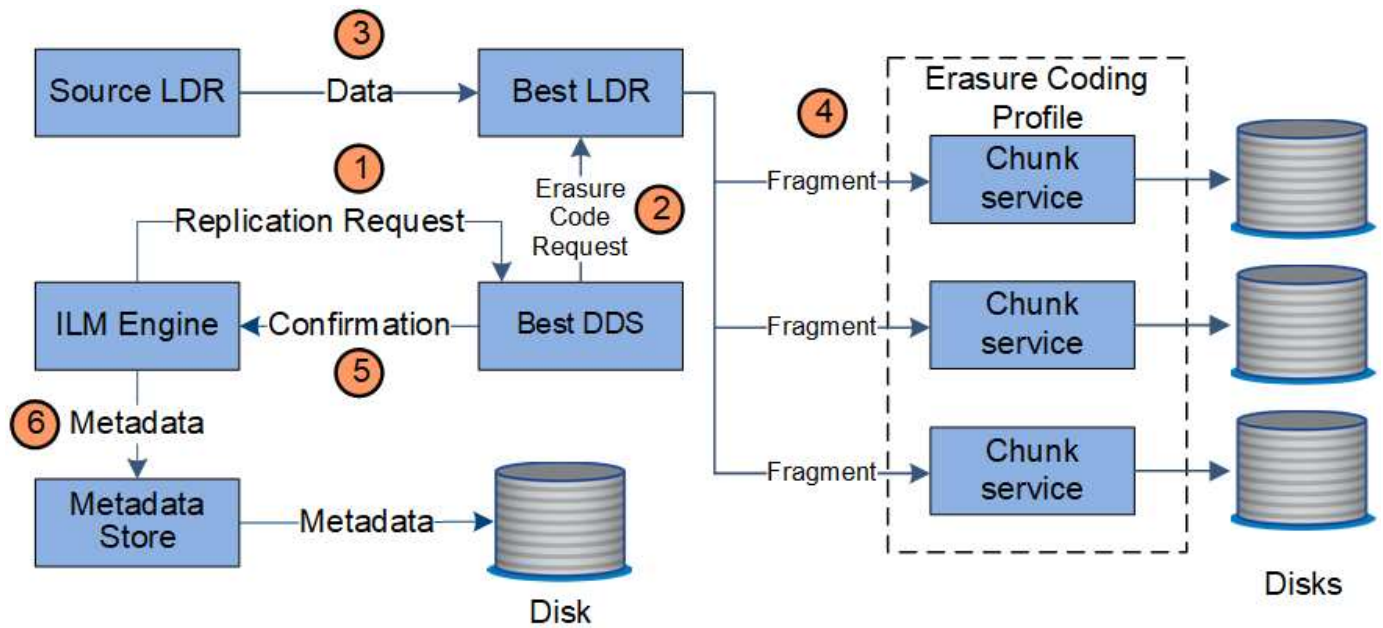 3
Source LDR
Data
Best LDR
4
Erasure Coding
Profile
Chunk
service
Fragment
1
Replication Request
Erasure
Code
Request
2
ILM Engine
Confirmation
Best DDS
Fragment
Chunk
service
5
6
Metadata
Metadata
Store
Metadata
Fragment
Chunk
service
Disk
Disks